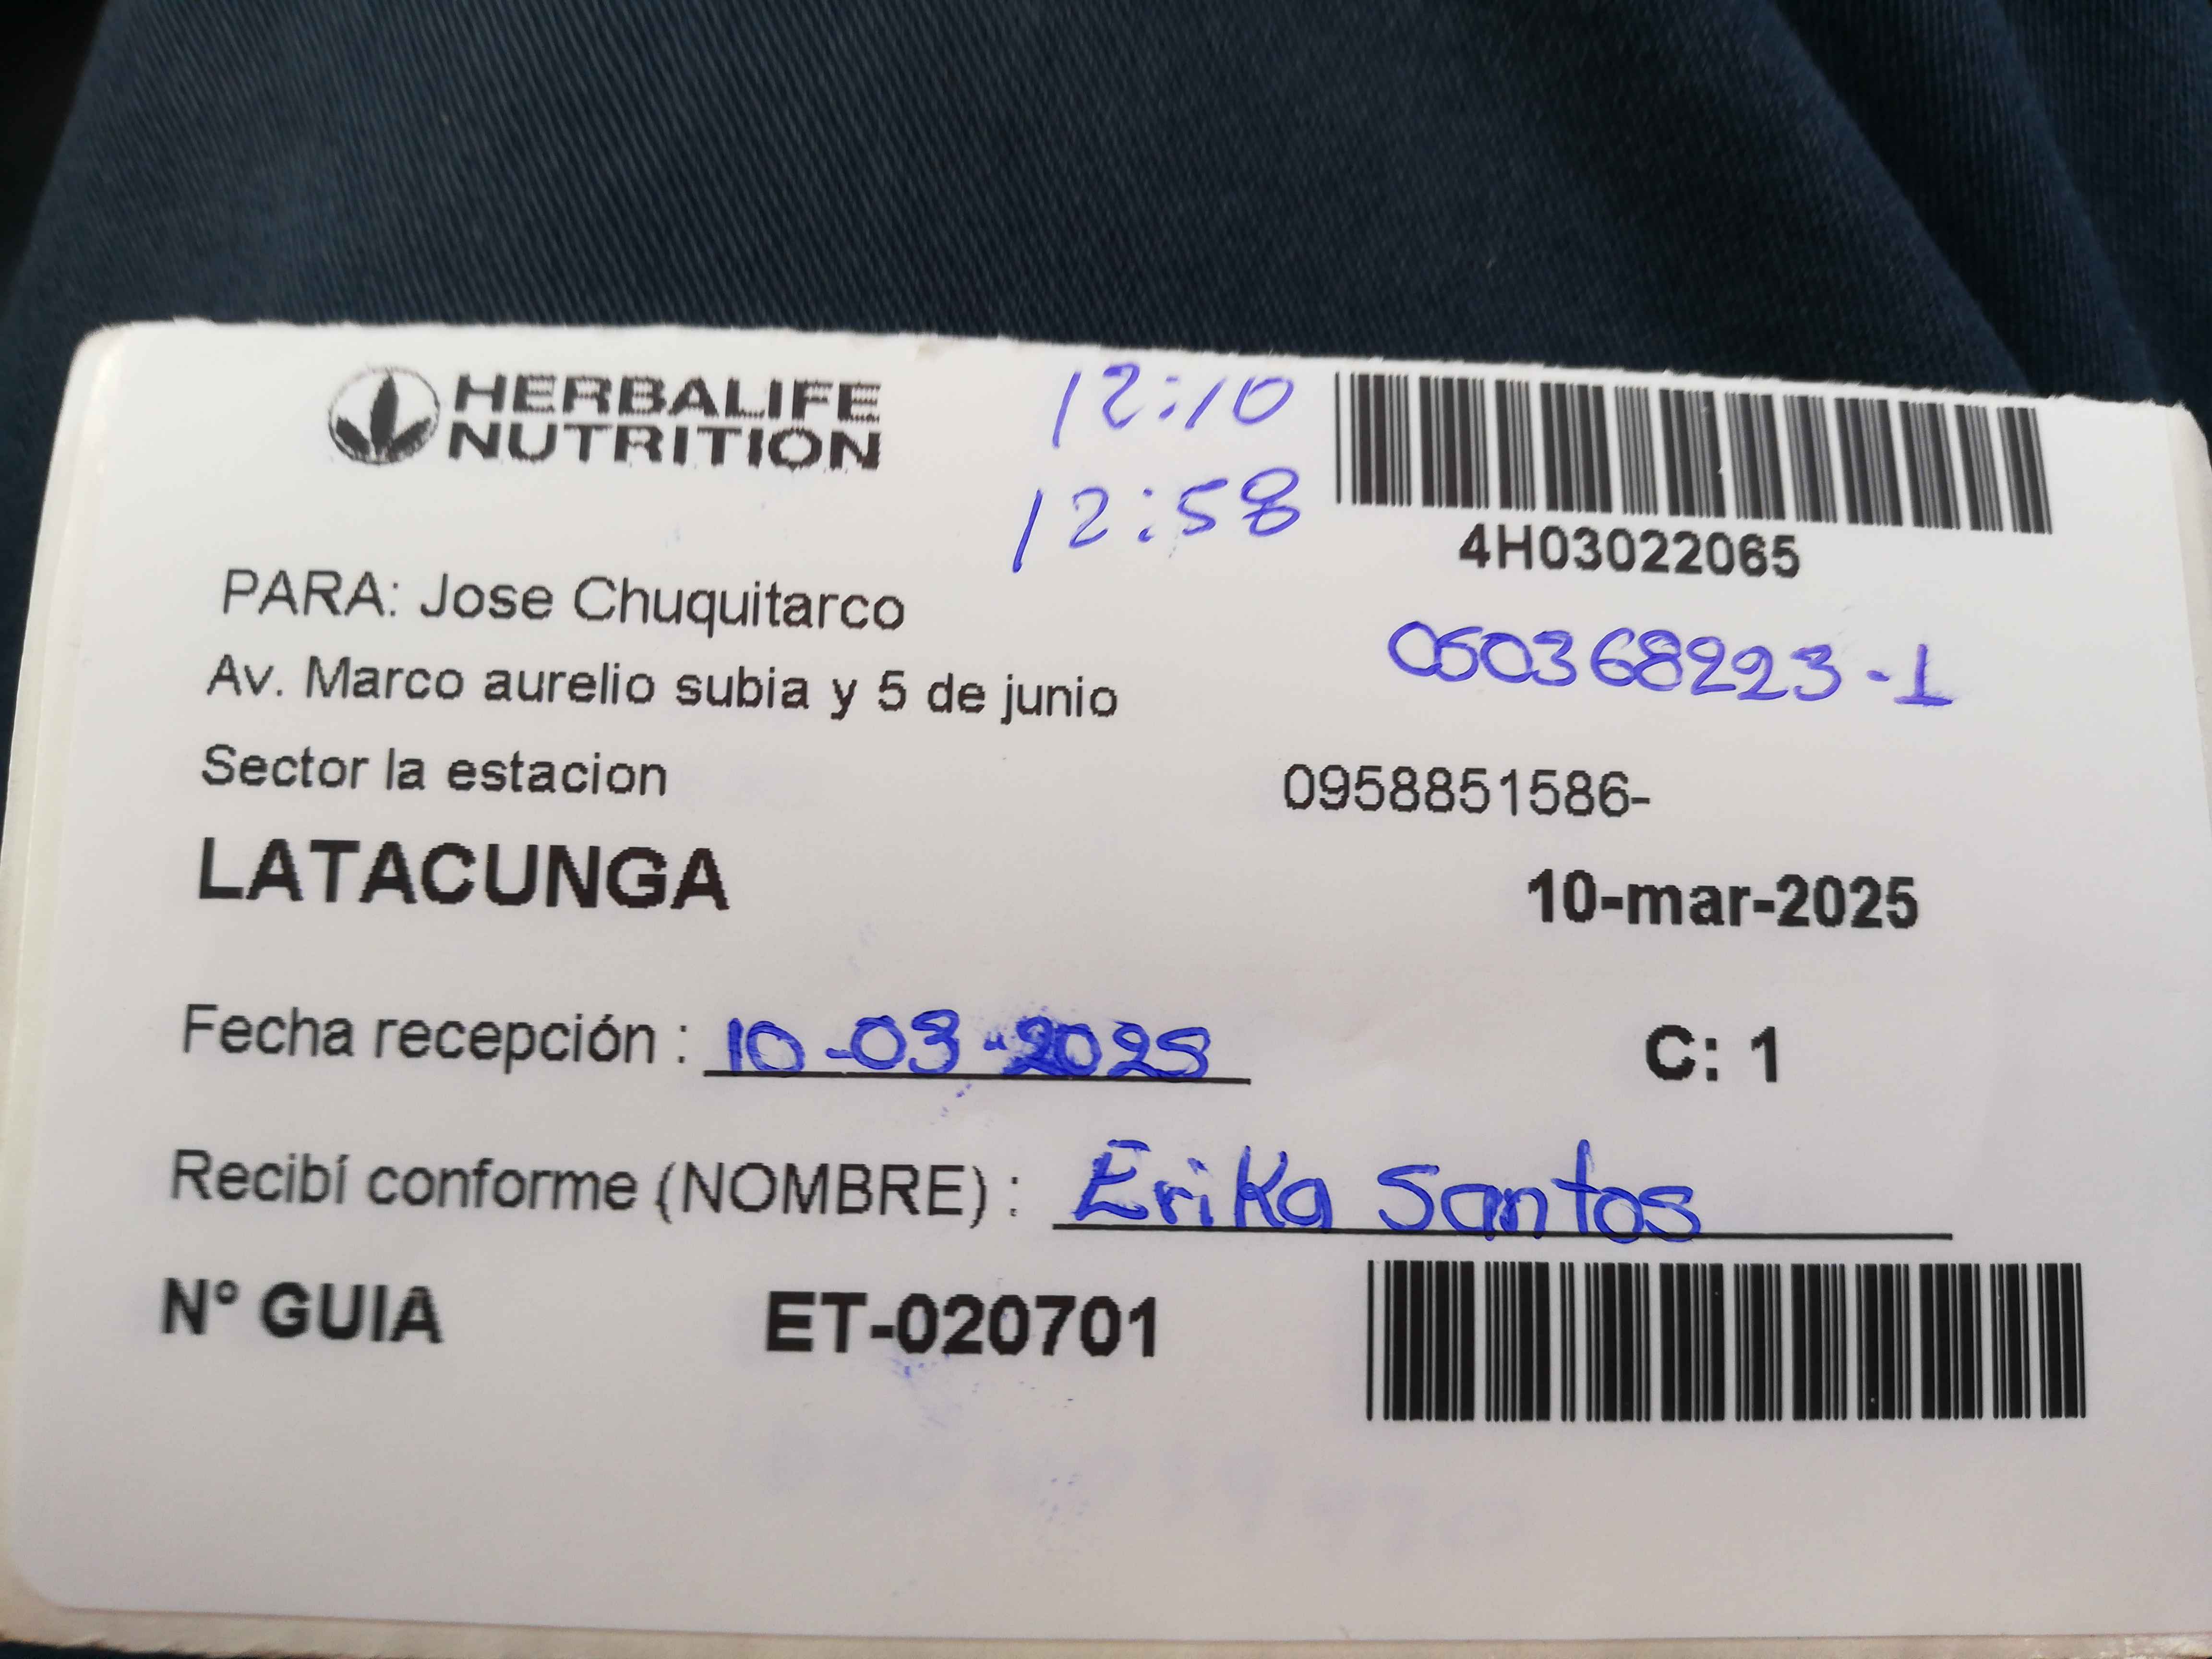 HERBALIFE
NUTRITION
12:10
12:58
4H03022065
PARA: Jose Chuquitarco
050368223-1
Av. Marco aurelio subia y 5 de junio
Sector la estacion
0958851586-
LATACUNGA
10-mar-2025
Fecha recepción : 10-03-2025
C: 1
Recibí conforme (NOMBRE) : Erika Santos
N° GUIA ET-020701